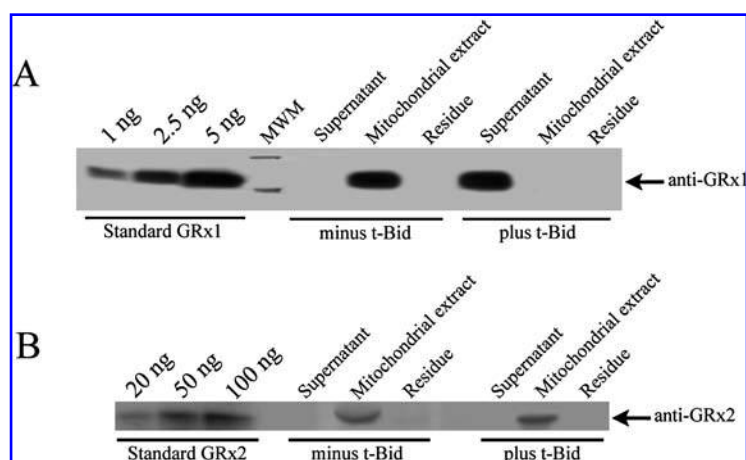 A
1 ng
2.5 ng
5 ng
MWM
Supernatant
Mitochondrial extract
Residue
Supernatant
Mitochondrial extract
Residue
anti-GRx1
Standard GRx1
minus t-Bid
plus t-Bid
B
20 ng
50 ng
100 ng
Supernatant
Mitochondrial extract
Residue
Supernatant
Mitochondrial extract
Residue
anti-GRx2
Standard GRx2
minus t-Bid
plus t-Bid